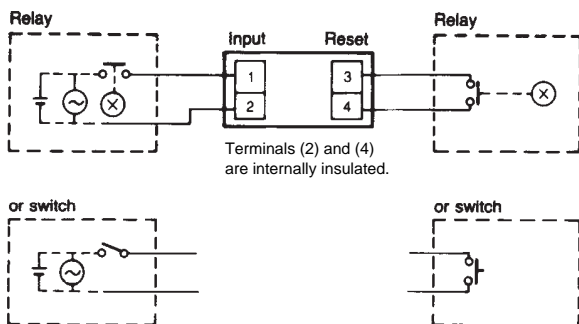 Relay
Input Reset
Relay
1
3
2
4
Terminals (2) and (4)
are internally insulated.
or switch
or switch